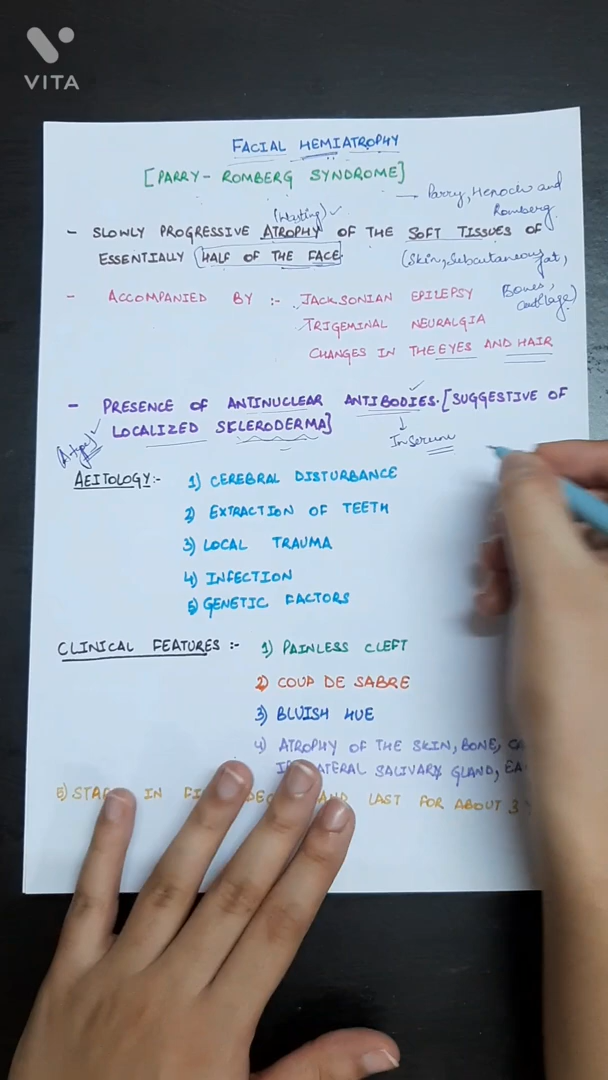 VITA
FACIAL HEMIATROPHY
[PARRY-ROMBERG SYNDROME]
→ Parry, Henoch and
Romberg.
(Wasting) ✓
- SLOWLY PROGRESSIVE ATROPHY OF THE SOFT TISSUES OF
ESSENTIALLY HALF OF THE FACE.
(Skin, Subcutaneous fat,
Bones,
cartilage)
- ACCOMPANIED BY :- JACKSONIAN EPILEPSY
TRIGEMINAL NEURALGIA
CHANGES IN THE EYES AND HAIR
- PRESENCE OF ANTINUCLEAR ANTIBODIES. [SUGGESTIVE OF
LOCALIZED SCLERODERMA]
(A type)
↓
In serum
AEITOLOGY:- 1) CEREBRAL DISTURBANCE
2) EXTRACTION OF TEETH
3) LOCAL TRAUMA
4) INFECTION
5) GENETIC FACTORS
CLINICAL FEATURES :- 1) PAINLESS CLEFT
2) COUP DE SABRE
3) BLUISH HUE
4) ATROPHY OF THE SKIN, BONE,
SALIVARY GLAND,
5) IN AND LAST FOR ABOUT 3